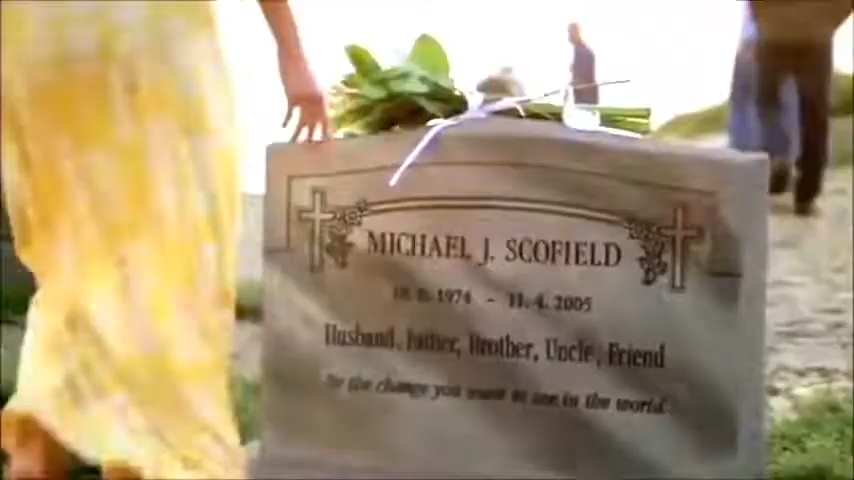 MICHAEL J. SCOFIELD
10.8.1974 - 11.4.2005
Husband, Father, Brother, Uncle, Friend
Be the change you want to see in the world.